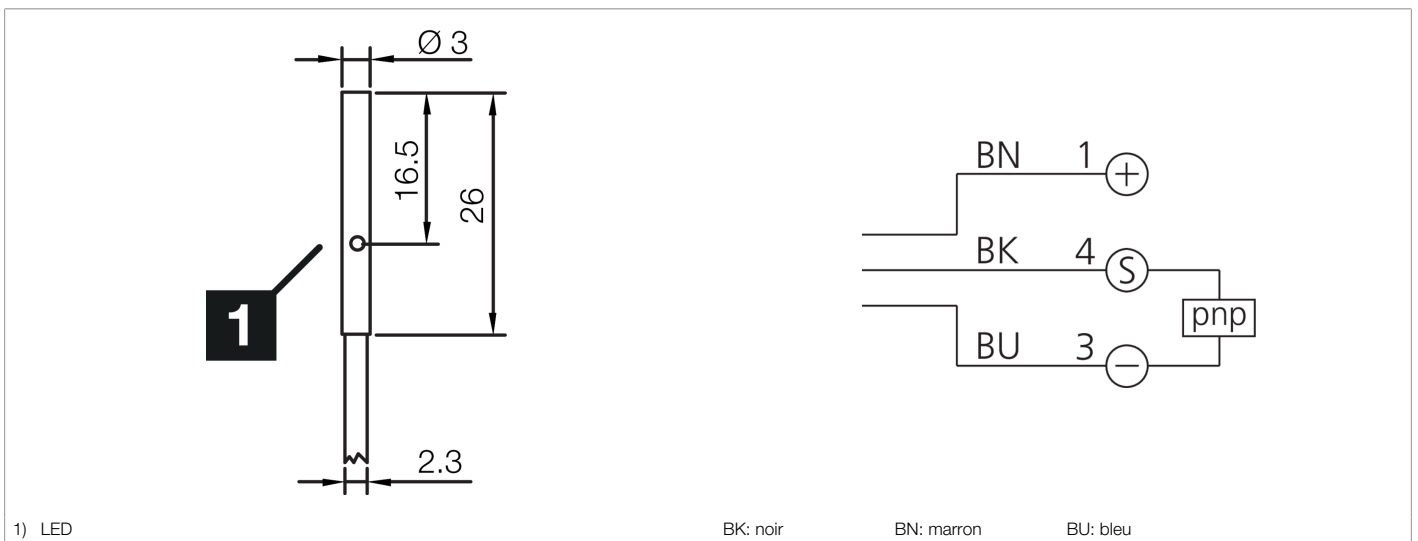 Ø 3
16.5
26
1
2.3
BN 1 +
BK 4 S
pnp
BU 3 −
1) LED
BK: noir BN: marron BU: bleu